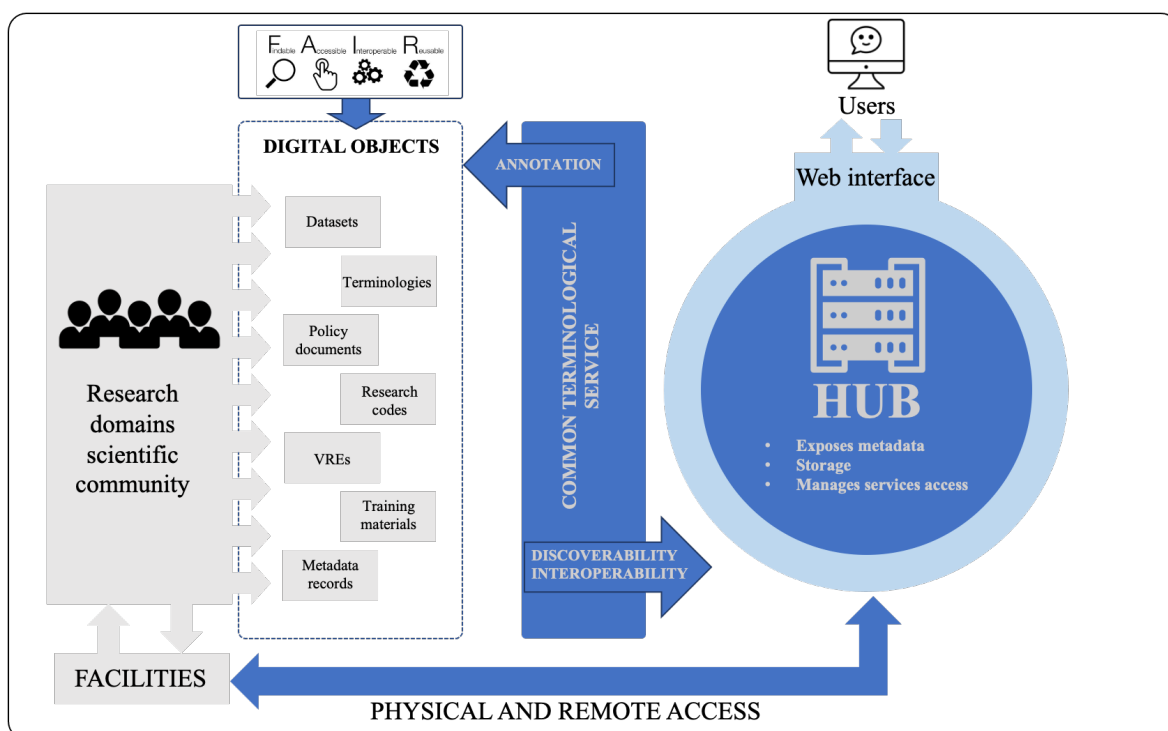 Findable Accessible Interoperable Reusable
DIGITAL OBJECTS
Datasets
Terminologies
Policy
documents
Research
codes
VREs
Training
materials
Metadata
records
Research
domains
scientific
community
FACILITIES
ANNOTATION
COMMON TERMINOLOGICAL
SERVICE
DISCOVERABILITY
INTEROPERABILITY
Users
Web interface
HUB
• Exposes metadata
• Storage
• Manages services access
PHYSICAL AND REMOTE ACCESS